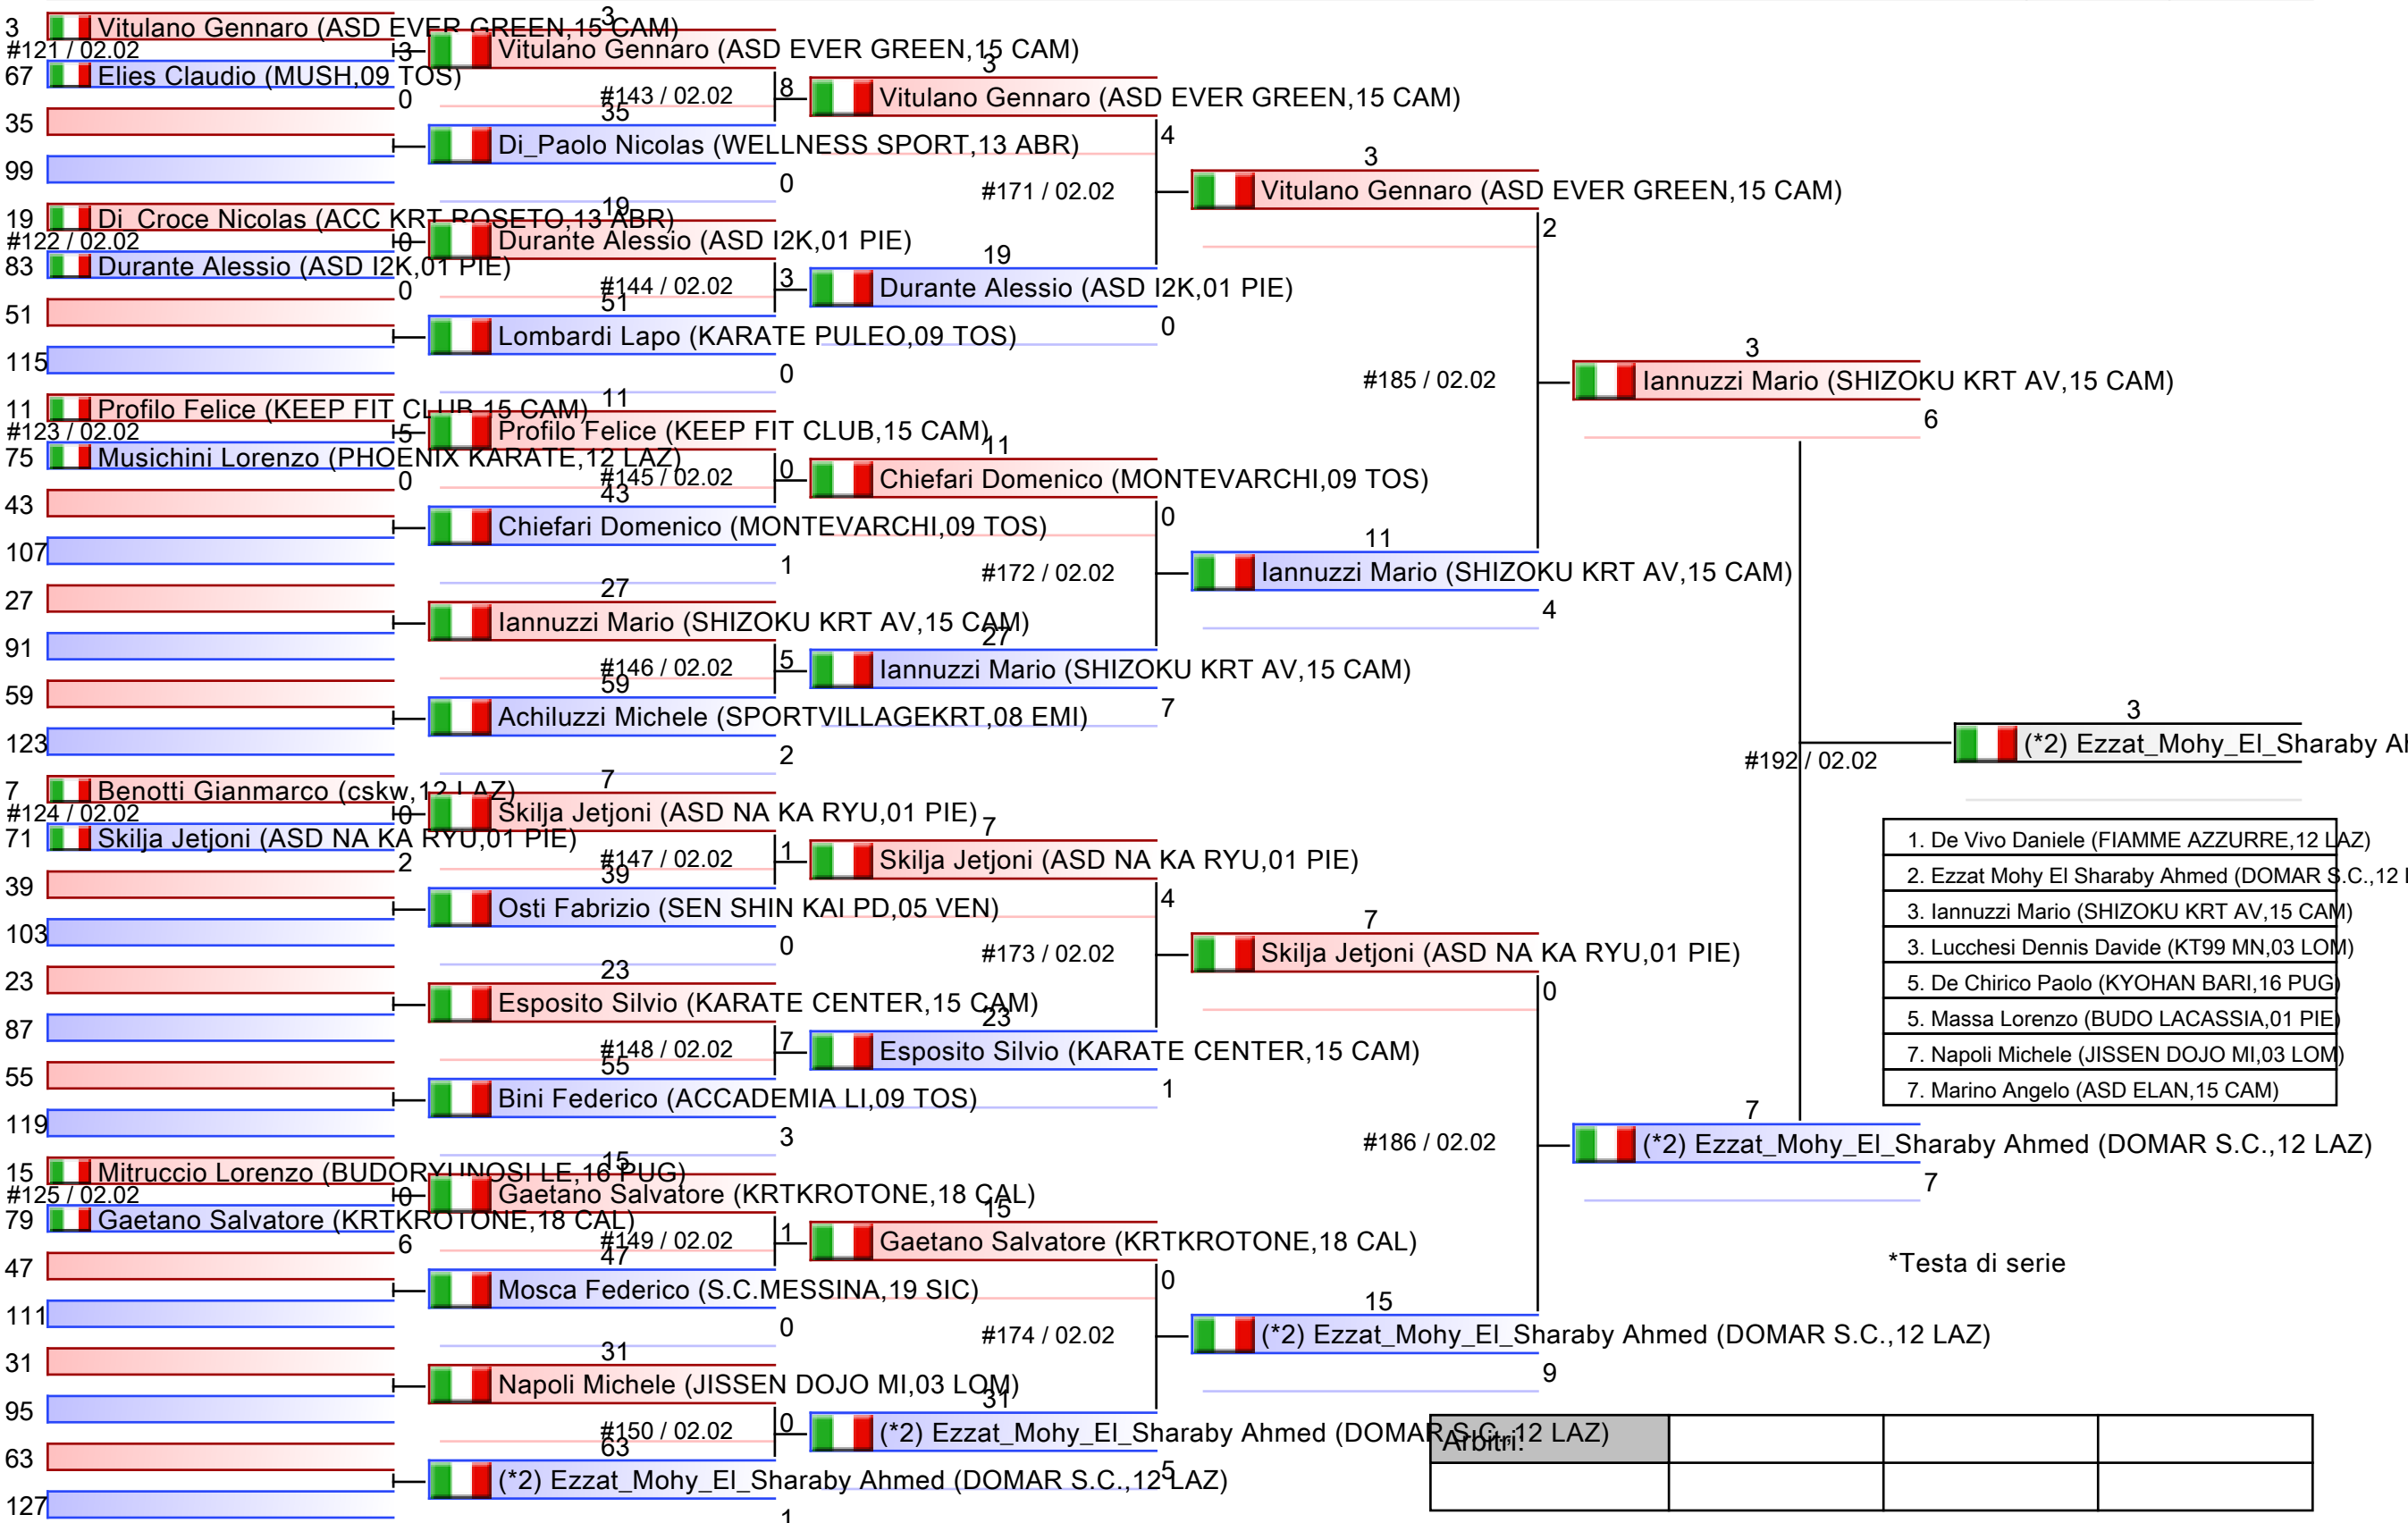 3 Vitulano Gennaro (ASD EVER GREEN,15 CAM)
#121 / 02.02
3
67 Elies Claudio (MUSH,09 TOS)
0
35
99
19 Di_Croce Nicolas (ACC KRT ROSETO,13 ABR)
#122 / 02.02
0
83 Durante Alessio (ASD I2K,01 PIE)
0
51
115
11 Profilo Felice (KEEP FIT CLUB,15 CAM)
#123 / 02.02
5
75 Musichini Lorenzo (PHOENIX KARATE,12 LAZ)
0
43
107
27
91
59
123
7 Benotti Gianmarco (cskw,12 LAZ)
#124 / 02.02
0
71 Skilja Jetjoni (ASD NA KA RYU,01 PIE)
2
39
103
23
87
55
119
15 Mitruccio Lorenzo (BUDORYUNOSI LE,16 PUG)
#125 / 02.02
0
79 Gaetano Salvatore (KRTKROTONE,18 CAL)
6
47
111
31
95
63
127
3
Vitulano Gennaro (ASD EVER GREEN,15 CAM)
#143 / 02.02
8
35
Di_Paolo Nicolas (WELLNESS SPORT,13 ABR)
0
19
Durante Alessio (ASD I2K,01 PIE)
#144 / 02.02
3
51
Lombardi Lapo (KARATE PULEO,09 TOS)
0
11
Profilo Felice (KEEP FIT CLUB,15 CAM)
#145 / 02.02
0
43
Chiefari Domenico (MONTEVARCHI,09 TOS)
1
27
Iannuzzi Mario (SHIZOKU KRT AV,15 CAM)
#146 / 02.02
5
59
Achiluzzi Michele (SPORTVILLAGEKRT,08 EMI)
2
7
Skilja Jetjoni (ASD NA KA RYU,01 PIE)
#147 / 02.02
1
39
Osti Fabrizio (SEN SHIN KAI PD,05 VEN)
0
23
Esposito Silvio (KARATE CENTER,15 CAM)
#148 / 02.02
7
55
Bini Federico (ACCADEMIA LI,09 TOS)
3
15
Gaetano Salvatore (KRTKROTONE,18 CAL)
#149 / 02.02
1
47
Mosca Federico (S.C.MESSINA,19 SIC)
0
31
Napoli Michele (JISSEN DOJO MI,03 LOM)
#150 / 02.02
0
63
(*2) Ezzat_Mohy_El_Sharaby Ahmed (DOMAR S.C.,12 LAZ)
1
3
Vitulano Gennaro (ASD EVER GREEN,15 CAM)
4
#171 / 02.02
19
Durante Alessio (ASD I2K,01 PIE)
0
11
Chiefari Domenico (MONTEVARCHI,09 TOS)
0
#172 / 02.02
27
Iannuzzi Mario (SHIZOKU KRT AV,15 CAM)
7
7
Skilja Jetjoni (ASD NA KA RYU,01 PIE)
4
#173 / 02.02
23
Esposito Silvio (KARATE CENTER,15 CAM)
1
15
Gaetano Salvatore (KRTKROTONE,18 CAL)
0
#174 / 02.02
31
(*2) Ezzat_Mohy_El_Sharaby Ahmed (DOMAR S.C.,12 LAZ)
5
3
Vitulano Gennaro (ASD EVER GREEN,15 CAM)
2
#185 / 02.02
11
Iannuzzi Mario (SHIZOKU KRT AV,15 CAM)
4
7
Skilja Jetjoni (ASD NA KA RYU,01 PIE)
0
#186 / 02.02
15
(*2) Ezzat_Mohy_El_Sharaby Ahmed (DOMAR S.C.,12 LAZ)
9
3
Iannuzzi Mario (SHIZOKU KRT AV,15 CAM)
6
#192 / 02.02
7
(*2) Ezzat_Mohy_El_Sharaby Ahmed (DOMAR S.C.,12 LAZ)
7
3
(*2) Ezzat_Mohy_El_Sharaby
1. De Vivo Daniele (FIAMME AZZURRE,12 LAZ)
2. Ezzat Mohy El Sharaby Ahmed (DOMAR S.C.,12
3. Iannuzzi Mario (SHIZOKU KRT AV,15 CAM)
3. Lucchesi Dennis Davide (KT99 MN,03 LOM)
5. De Chirico Paolo (KYOHAN BARI,16 PUG)
5. Massa Lorenzo (BUDO LACASSIA,01 PIE)
7. Napoli Michele (JISSEN DOJO MI,03 LOM)
7. Marino Angelo (ASD ELAN,15 CAM)
*Testa di serie
Arbitri: